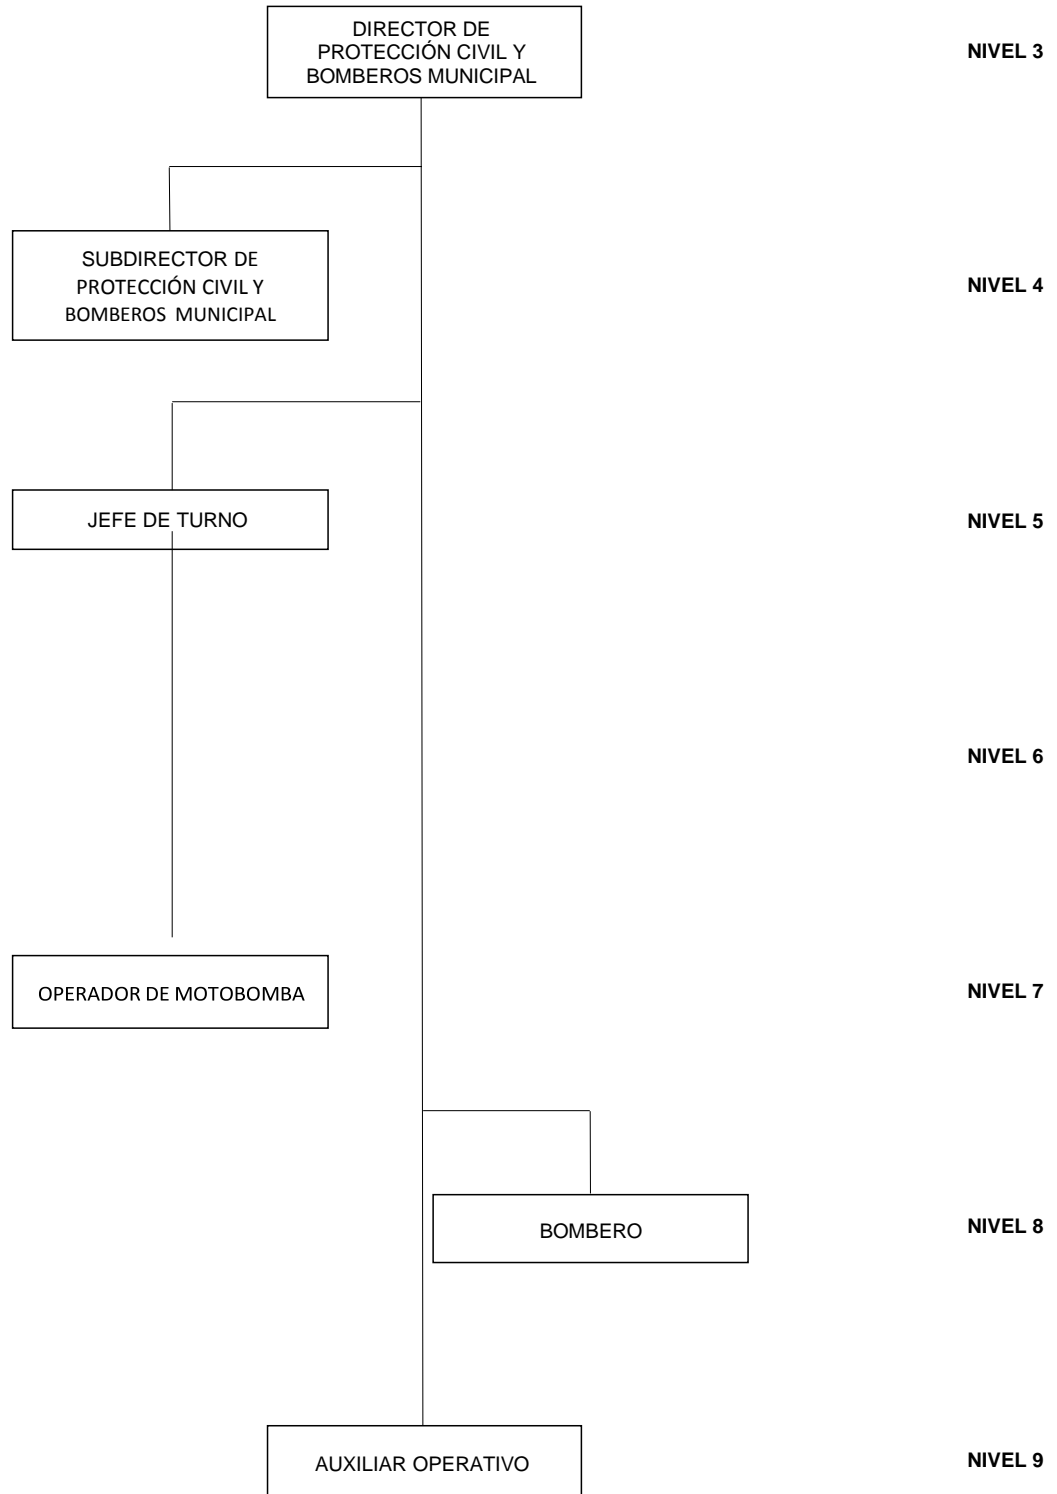 DIRECTOR DE
PROTECCIÓN CIVIL Y
BOMBEROS MUNICIPAL
NIVEL 3
SUBDIRECTOR DE
PROTECCIÓN CIVIL Y
BOMBEROS MUNICIPAL
NIVEL 4
JEFE DE TURNO
NIVEL 5
NIVEL 6
OPERADOR DE MOTOBOMBA
NIVEL 7
BOMBERO
NIVEL 8
AUXILIAR OPERATIVO
NIVEL 9